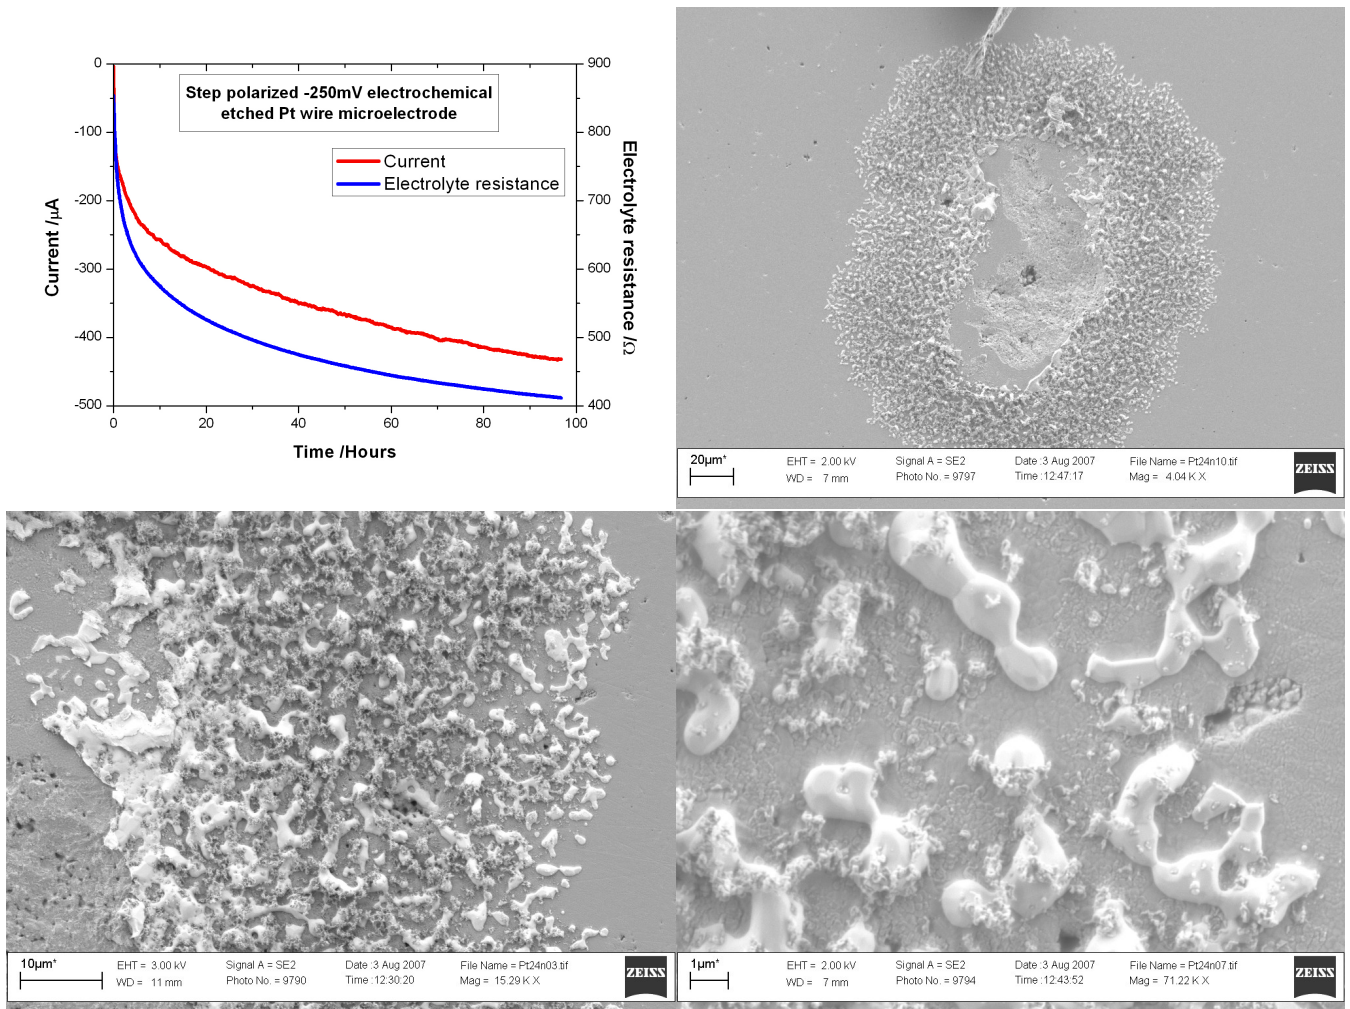 Step polarized -250mV electrochemical
etched Pt wire microelectrode
Current
Electrolyte resistance
0
-100
-200
-300
-400
-500
Current /µA
900
800
700
600
500
400
Electrolyte resistance /Ω
0 20 40 60 80 100
Time /Hours
20µm*
EHT = 2.00 kV
WD = 7 mm
Signal A = SE2
Photo No. = 9797
Date :3 Aug 2007
Time :12:47:17
File Name = Pt24n10.tif
Mag = 4.04 K X
ZEISS
10µm*
EHT = 3.00 kV
WD = 11 mm
Signal A = SE2
Photo No. = 9790
Date :3 Aug 2007
Time :12:30:20
File Name = Pt24n03.tif
Mag = 15.29 K X
ZEISS
1µm*
EHT = 2.00 kV
WD = 7 mm
Signal A = SE2
Photo No. = 9794
Date :3 Aug 2007
Time :12:43:52
File Name = Pt24n07.tif
Mag = 71.22 K X
ZEISS